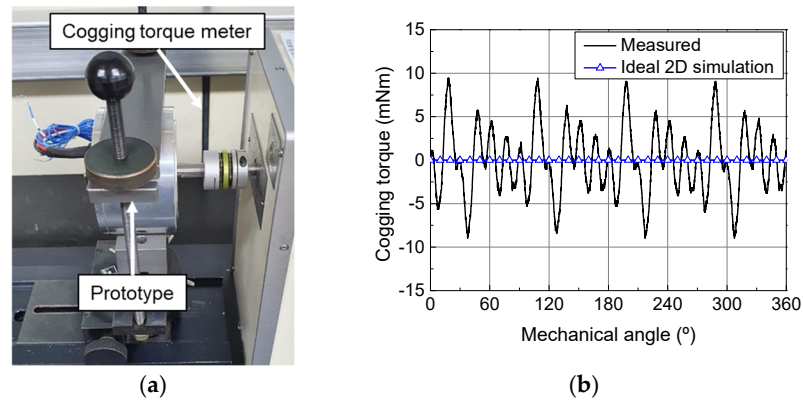 Cogging torque meter
Prototype
(a)
Cogging torque (mNm)
15
10
5
0
-5
-10
-15
Measured
Ideal 2D simulation
0 60 120 180 240 300 360
Mechanical angle (º)
(b)